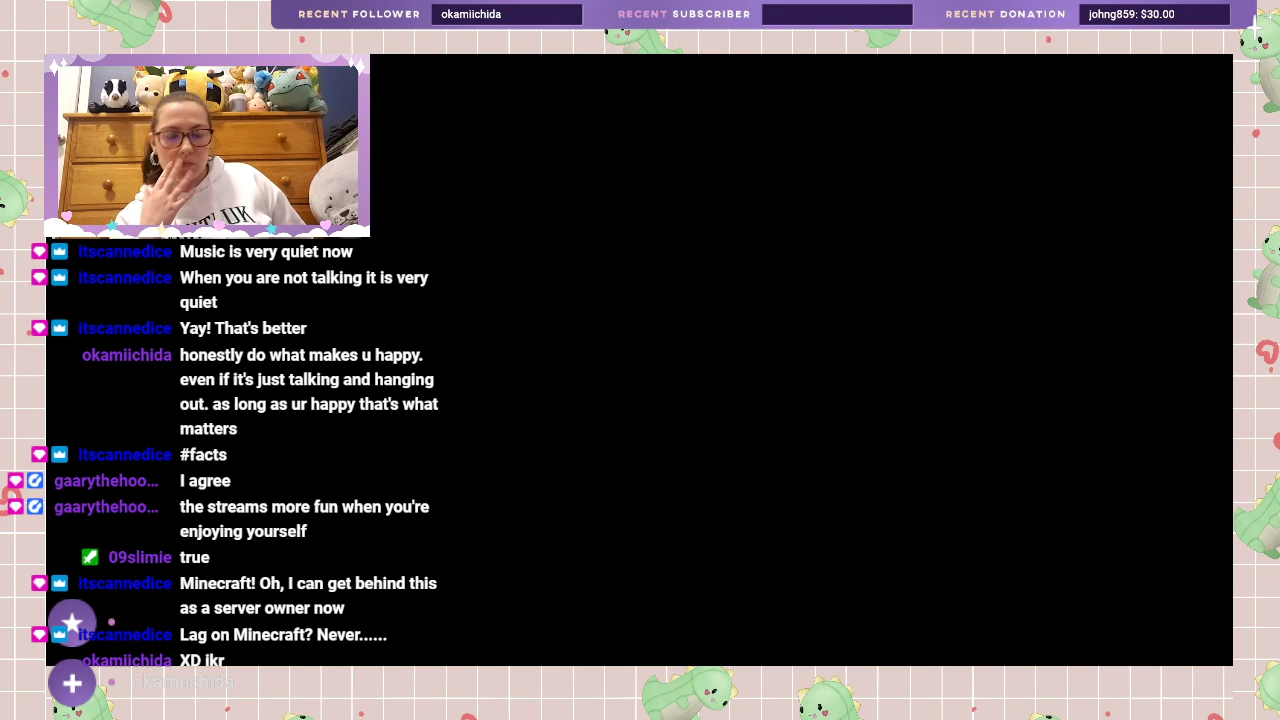 RECENT FOLLOWER okamiichida RECENT SUBSCRIBER RECENT DONATION johng859: $30.00
UK
itscannedIce Music is very quiet now
itscannedIce When you are not talking it is very
quiet
itscannedIce Yay! That's better
okamiichida honestly do what makes u happy.
even if it's just talking and hanging
out. as long as ur happy that's what
matters
itscannedIce #facts
gaarythehoo... I agree
gaarythehoo... the streams more fun when you're
enjoying yourself
09slimie true
itscannedIce Minecraft! Oh, I can get behind this
as a server owner now
itscannedIce Lag on Minecraft? Never......
okamiichida XD ikr
okamiichida